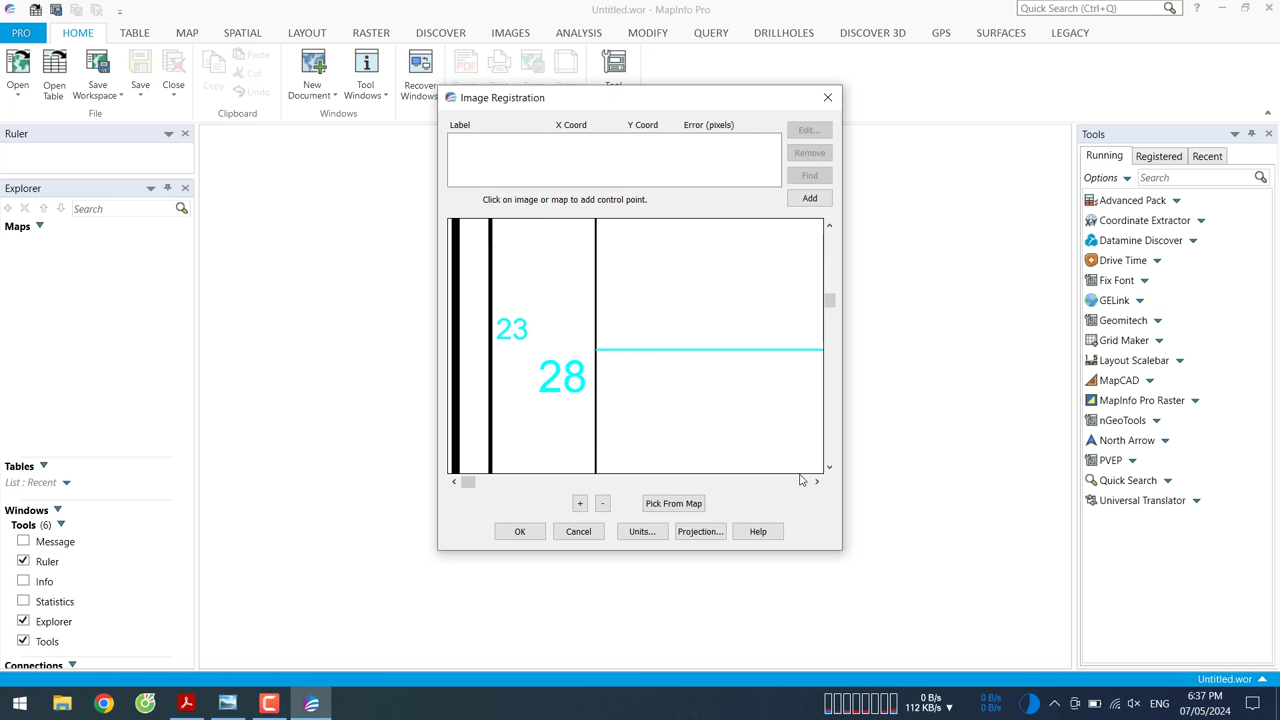 Untitled.wor - MapInfo Pro
Quick Search (Ctrl+Q)
PRO HOME TABLE MAP SPATIAL LAYOUT RASTER DISCOVER IMAGES ANALYSIS MODIFY QUERY DRILLHOLES DISCOVER 3D GPS SURFACES LEGACY
Open
Open Table
Save Workspace
Save
Close
File
Copy
Paste
Cut
Undo
Clipboard
New Document
Tool Windows
Windows
Recover Windows
Tool
Ruler
Explorer
Search
Maps
Tables
List : Recent
Windows
Tools (6)
Message
Ruler
Info
Statistics
Explorer
Tools
Connections
Image Registration
Label X Coord Y Coord Error (pixels)
Edit...
Remove
Find
Add
Click on image or map to add control point.
23
28
+ - Pick From Map
OK Cancel Units... Projection... Help
Tools
Running Registered Recent
Options Search
Advanced Pack
Coordinate Extractor
Datamine Discover
Drive Time
Fix Font
GELink
Geomitech
Grid Maker
Layout Scalebar
MapCAD
MapInfo Pro Raster
nGeoTools
North Arrow
PVEP
Quick Search
Universal Translator
Untitled.wor
0 B/s
112 KB/s
0 B/s
0 B/s
ENG
6:37 PM
07/05/2024